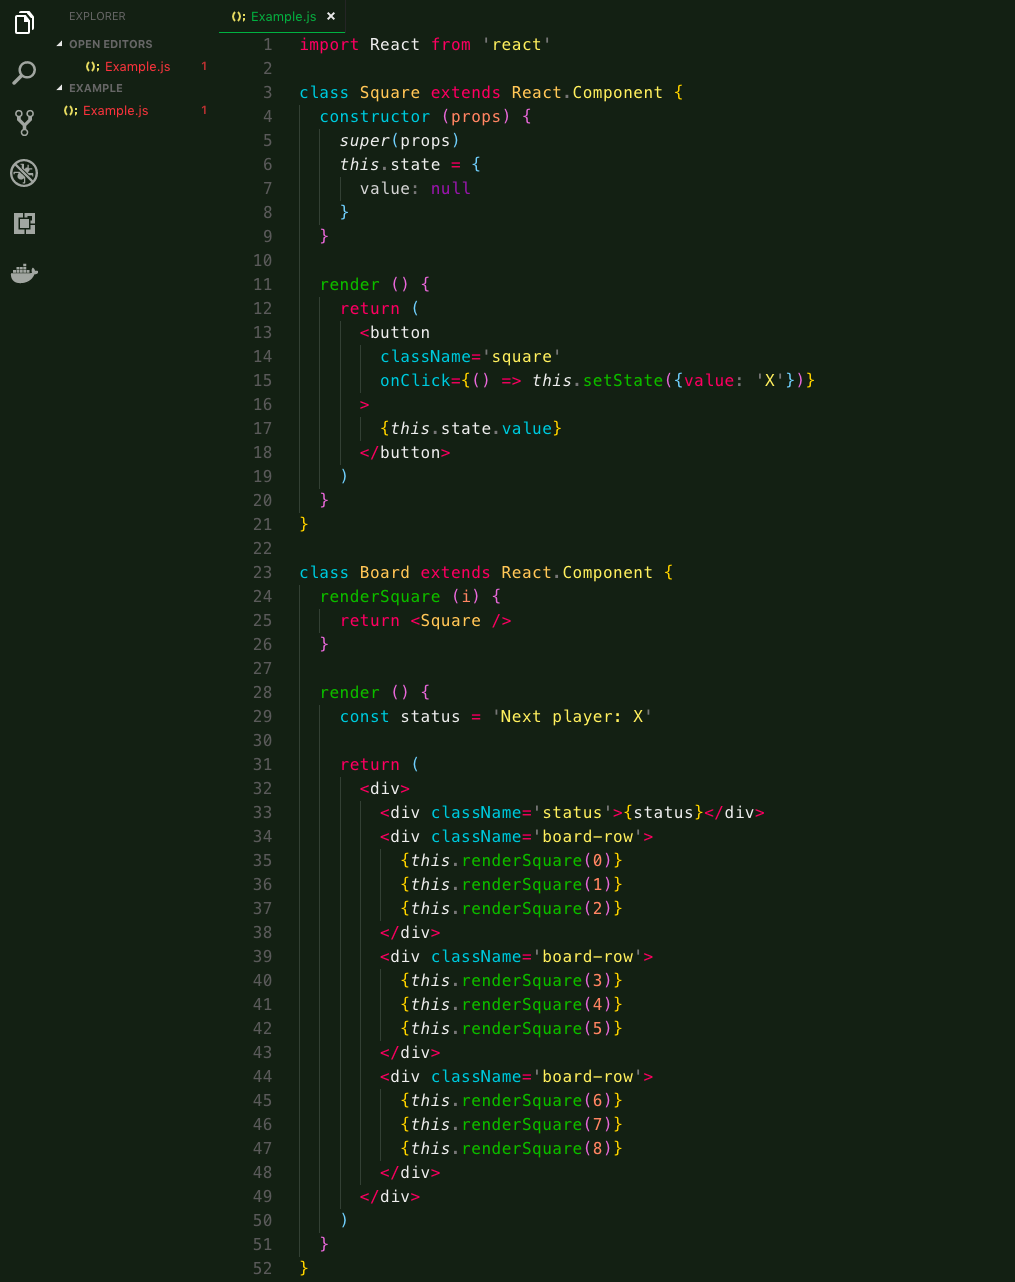 EXPLORER
OPEN EDITORS
(); Example.js 1
EXAMPLE
(); Example.js 1
(); Example.js ×
1 import React from 'react'
2
3 class Square extends React.Component {
4   constructor (props) {
5     super(props)
6     this.state = {
7       value: null
8     }
9   }
10
11   render () {
12     return (
13       <button
14         className='square'
15         onClick={() => this.setState({value: 'X'})}
16       >
17         {this.state.value}
18       </button>
19     )
20   }
21 }
22
23 class Board extends React.Component {
24   renderSquare (i) {
25     return <Square />
26   }
27
28   render () {
29     const status = 'Next player: X'
30
31     return (
32       <div>
33         <div className='status'>{status}</div>
34         <div className='board-row'>
35           {this.renderSquare(0)}
36           {this.renderSquare(1)}
37           {this.renderSquare(2)}
38         </div>
39         <div className='board-row'>
40           {this.renderSquare(3)}
41           {this.renderSquare(4)}
42           {this.renderSquare(5)}
43         </div>
44         <div className='board-row'>
45           {this.renderSquare(6)}
46           {this.renderSquare(7)}
47           {this.renderSquare(8)}
48         </div>
49       </div>
50     )
51   }
52 }